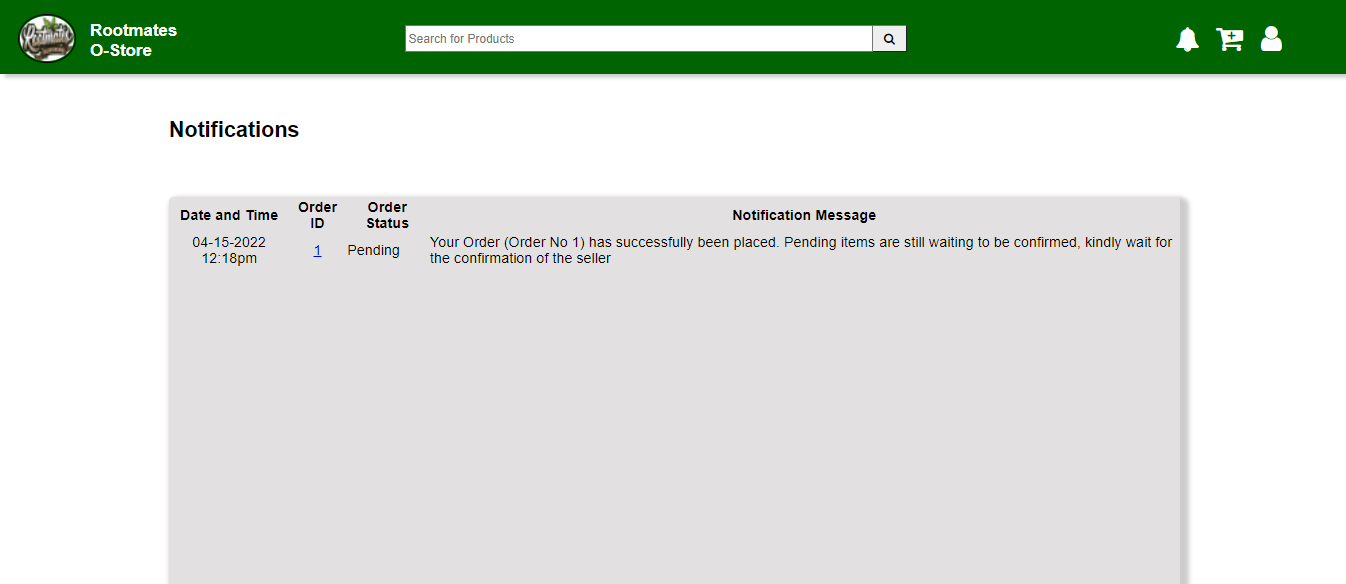 Rootmates
Rootmates
O-Store
Search for Products
Notifications
Date and Time Order ID Order Status Notification Message
04-15-2022 12:18pm 1 Pending Your Order (Order No 1) has successfully been placed. Pending items are still waiting to be confirmed, kindly wait for
the confirmation of the seller